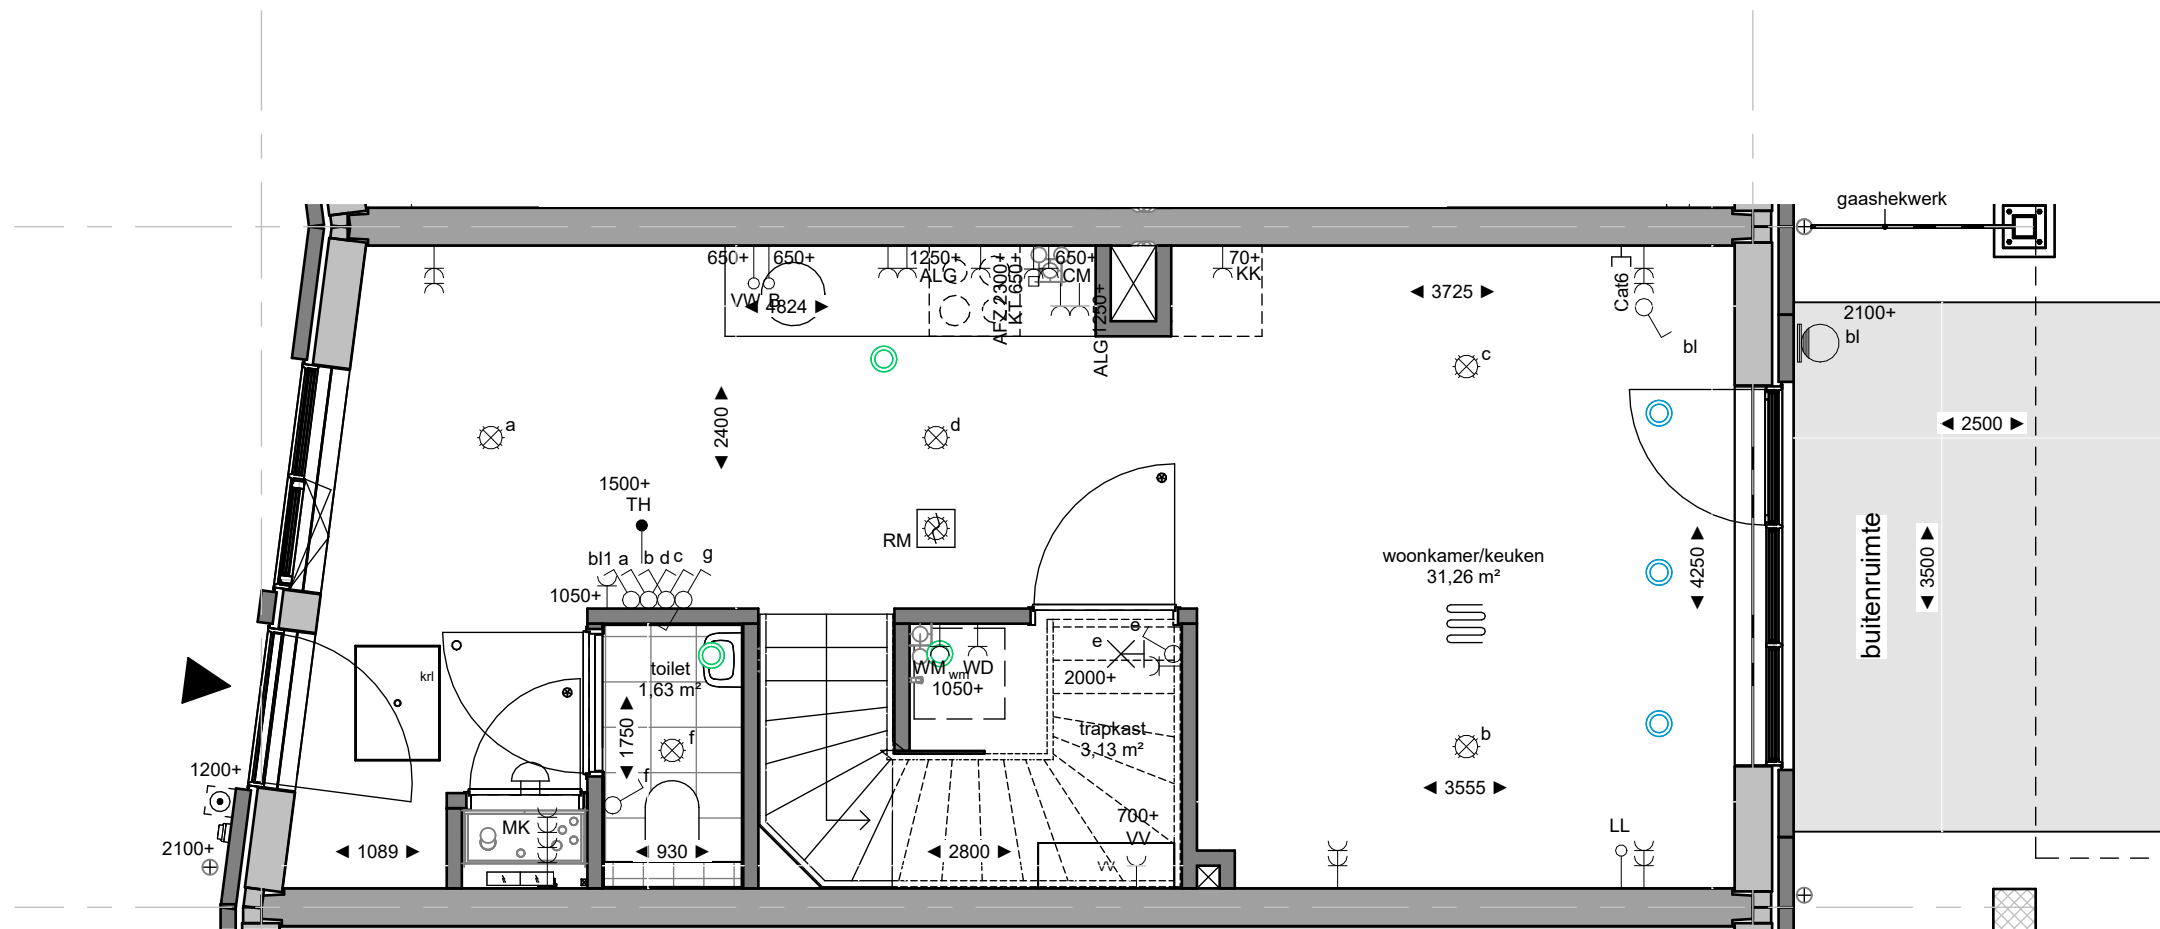 gaashekwerk
650+
650+
1250+
ALG
650+
CM
70+
KK
VW
B
4824
AFZ 2300+
KT 650+
ALG 1250+
3725
Cat6
bl
2100+
bl
c
a
d
2400
2500
1500+
TH
RM
bl1 a b d c g
1050+
woonkamer/keuken
31,26 m²
4250
3500
buitenruimte
krl
toilet
1,63 m²
e
e
WM
wm
WD
1050+
2000+
1750
f
f
trapkast
3,13 m²
b
1200+
3555
MK
700+
VV
LL
2100+
1089
930
2800
VV